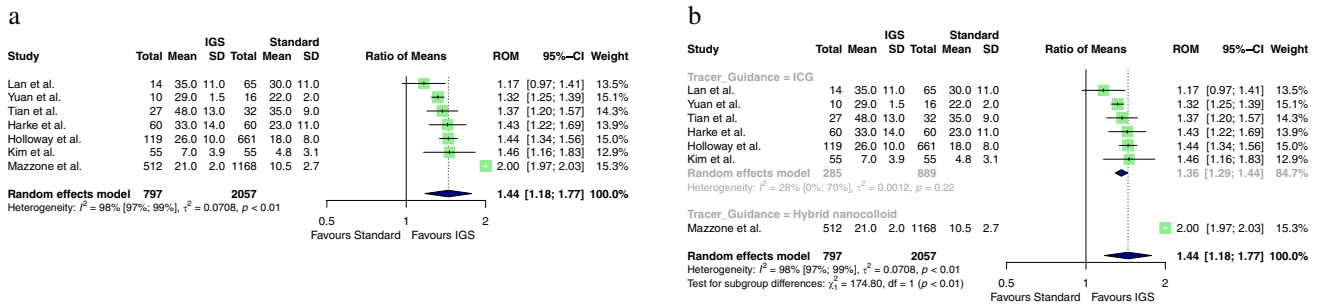 a
IGS Standard
Study Total Mean SD Total Mean SD Ratio of Means ROM 95%−CI Weight
Lan et al. 14 35.0 11.0 65 30.0 11.0 1.17 [0.97; 1.41] 13.5%
Yuan et al. 10 29.0 1.5 16 22.0 2.0 1.32 [1.25; 1.39] 15.1%
Tian et al. 27 48.0 13.0 32 35.0 9.0 1.37 [1.20; 1.57] 14.3%
Harke et al. 60 33.0 14.0 60 23.0 11.0 1.43 [1.22; 1.69] 13.9%
Holloway et al. 119 26.0 10.0 661 18.0 8.0 1.44 [1.34; 1.56] 15.0%
Kim et al. 55 7.0 3.9 55 4.8 3.1 1.46 [1.16; 1.83] 12.9%
Mazzone et al. 512 21.0 2.0 1168 10.5 2.7 2.00 [1.97; 2.03] 15.3%
Random effects model 797 2057 1.44 [1.18; 1.77] 100.0%
Heterogeneity: I² = 98% [97%; 99%], τ² = 0.0708, p < 0.01
0.5 1 2
Favours Standard Favours IGS
b
IGS Standard
Study Total Mean SD Total Mean SD Ratio of Means ROM 95%−CI Weight
Tracer_Guidance = ICG
Lan et al. 14 35.0 11.0 65 30.0 11.0 1.17 [0.97; 1.41] 13.5%
Yuan et al. 10 29.0 1.5 16 22.0 2.0 1.32 [1.25; 1.39] 15.1%
Tian et al. 27 48.0 13.0 32 35.0 9.0 1.37 [1.20; 1.57] 14.3%
Harke et al. 60 33.0 14.0 60 23.0 11.0 1.43 [1.22; 1.69] 13.9%
Holloway et al. 119 26.0 10.0 661 18.0 8.0 1.44 [1.34; 1.56] 15.0%
Kim et al. 55 7.0 3.9 55 4.8 3.1 1.46 [1.16; 1.83] 12.9%
Random effects model 285 889 1.36 [1.29; 1.44] 84.7%
Heterogeneity: I² = 28% [0%; 70%], τ² = 0.0012, p = 0.22
Tracer_Guidance = Hybrid nanocolloid
Mazzone et al. 512 21.0 2.0 1168 10.5 2.7 2.00 [1.97; 2.03] 15.3%
Random effects model 797 2057 1.44 [1.18; 1.77] 100.0%
Heterogeneity: I² = 98% [97%; 99%], τ² = 0.0708, p < 0.01
Test for subgroup differences: χ²₁ = 174.80, df = 1 (p < 0.01)
0.5 1 2
Favours Standard Favours IGS